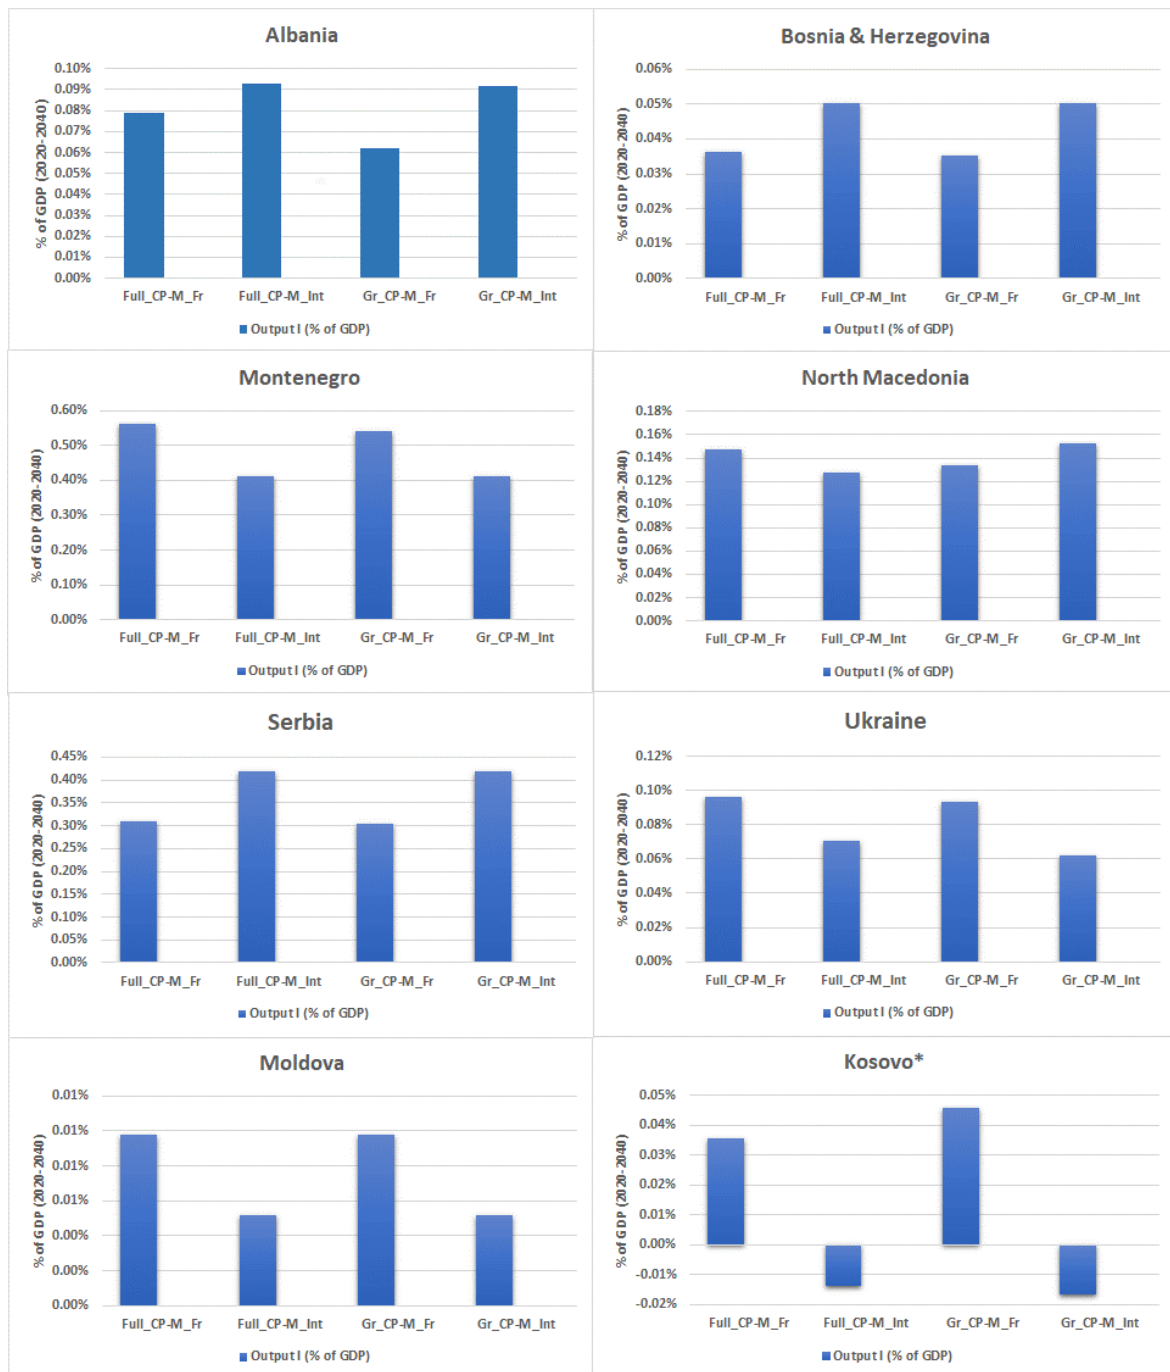 Albania
% of GDP (2020-2040)
0.10%
0.09%
0.08%
0.06%
0.05%
0.04%
0.03%
0.02%
0.01%
0.00%
Full_CP-M_Fr Full_CP-M_Int Gr_CP-M_Fr Gr_CP-M_Int
Output I (% of GDP)
Bosnia & Herzegovina
% of GDP (2020-2040)
0.06%
0.05%
0.04%
0.03%
0.02%
0.01%
0.00%
Full_CP-M_Fr Full_CP-M_Int Gr_CP-M_Fr Gr_CP-M_Int
Output I (% of GDP)
Montenegro
% of GDP (2020-2040)
0.60%
0.50%
0.40%
0.30%
0.20%
0.10%
0.00%
Full_CP-M_Fr Full_CP-M_Int Gr_CP-M_Fr Gr_CP-M_Int
Output I (% of GDP)
North Macedonia
% of GDP (2020-2040)
0.18%
0.16%
0.14%
0.12%
0.10%
0.08%
0.06%
0.04%
0.02%
0.00%
Full_CP-M_Fr Full_CP-M_Int Gr_CP-M_Fr Gr_CP-M_Int
Output I (% of GDP)
Serbia
% of GDP (2020-2040)
0.45%
0.40%
0.35%
0.30%
0.25%
0.20%
0.15%
0.10%
0.05%
0.00%
Full_CP-M_Fr Full_CP-M_Int Gr_CP-M_Fr Gr_CP-M_Int
Output I (% of GDP)
Ukraine
% of GDP (2020-2040)
0.12%
0.10%
0.08%
0.06%
0.04%
0.02%
0.00%
Full_CP-M_Fr Full_CP-M_Int Gr_CP-M_Fr Gr_CP-M_Int
Output I (% of GDP)
Moldova
% of GDP (2020-2040)
0.01%
0.01%
0.01%
0.01%
0.00%
0.00%
0.00%
Full_CP-M_Fr Full_CP-M_Int Gr_CP-M_Fr Gr_CP-M_Int
Output I (% of GDP)
Kosovo*
% of GDP (2020-2040)
0.05%
0.04%
0.03%
0.02%
0.01%
0.00%
-0.01%
-0.02%
Full_CP-M_Fr Full_CP-M_Int Gr_CP-M_Fr Gr_CP-M_Int
Output I (% of GDP)